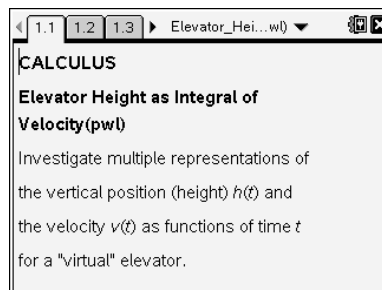 1.1 1.2 1.3 Elevator_Hei...wl)
CALCULUS
Elevator Height as Integral of
Velocity(pwl)
Investigate multiple representations of
the vertical position (height) h(t) and
the velocity v(t) as functions of time t
for a "virtual" elevator.